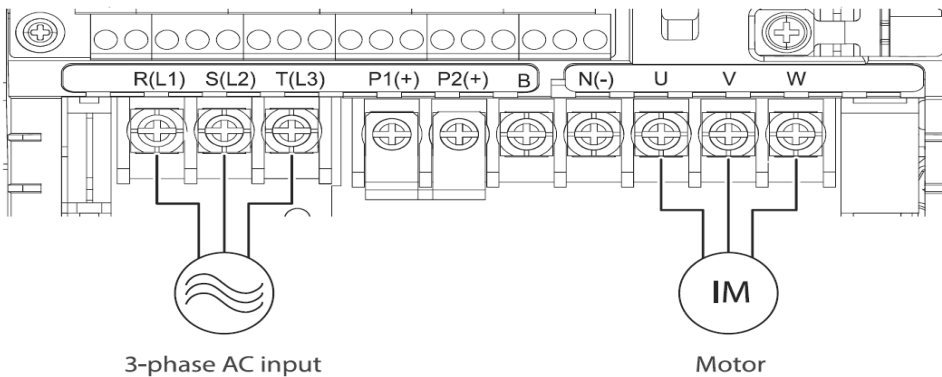 R(L1) S(L2) T(L3) P1(+) P2(+) B N(-) U V W
IM
3-phase AC input Motor